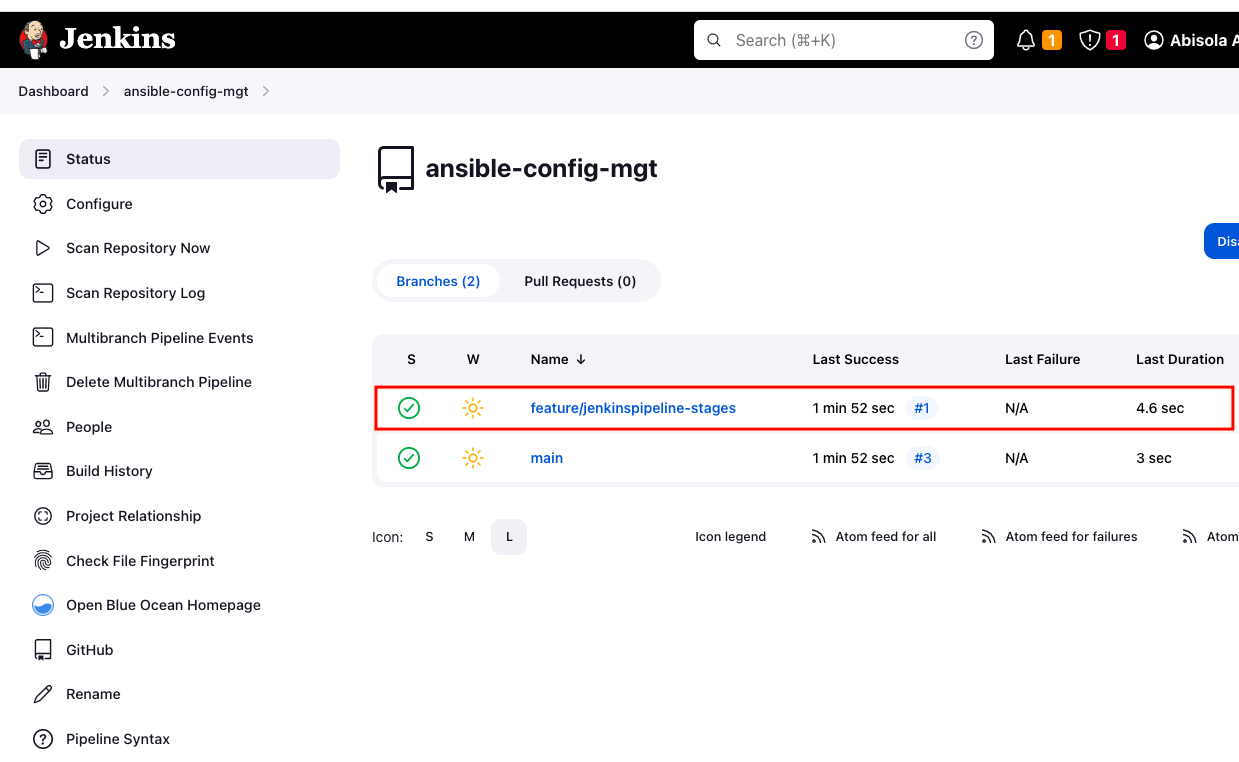 Jenkins
Search (⌘+K)
1
1
Abisola A
Dashboard
ansible-config-mgt
Status
Configure
Scan Repository Now
Scan Repository Log
Multibranch Pipeline Events
Delete Multibranch Pipeline
People
Build History
Project Relationship
Check File Fingerprint
Open Blue Ocean Homepage
GitHub
Rename
Pipeline Syntax
ansible-config-mgt
Disa
Branches (2) Pull Requests (0)
S W Name ↓ Last Success Last Failure Last Duration
feature/jenkinspipeline-stages 1 min 52 sec #1 N/A 4.6 sec
main 1 min 52 sec #3 N/A 3 sec
Icon: S M L Icon legend Atom feed for all Atom feed for failures Atom